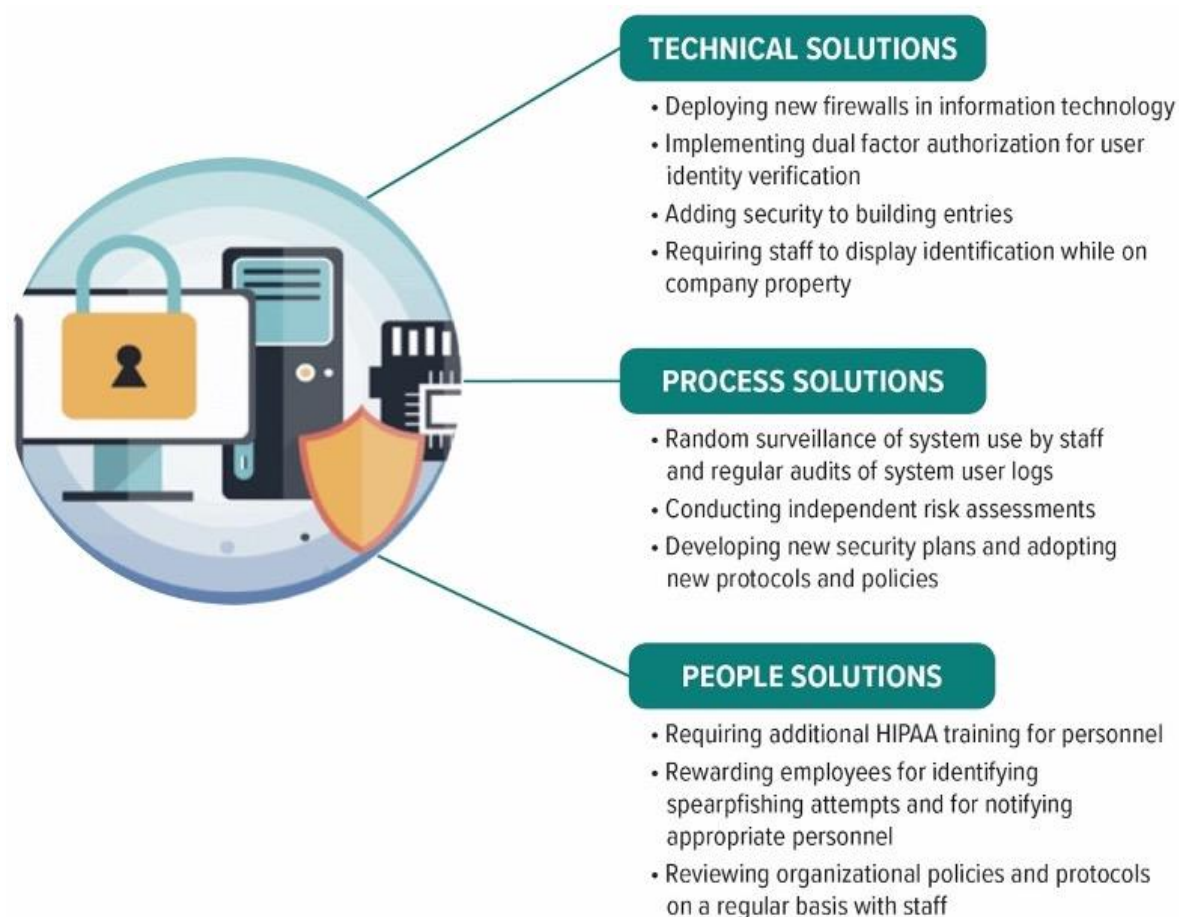 TECHNICAL SOLUTIONS
• Deploying new firewalls in information technology
• Implementing dual factor authorization for user
identity verification
• Adding security to building entries
• Requiring staff to display identification while on
company property
PROCESS SOLUTIONS
• Random surveillance of system use by staff
and regular audits of system user logs
• Conducting independent risk assessments
• Developing new security plans and adopting
new protocols and policies
PEOPLE SOLUTIONS
• Requiring additional HIPAA training for personnel
• Rewarding employees for identifying
spearpfishing attempts and for notifying
appropriate personnel
• Reviewing organizational policies and protocols
on a regular basis with staff